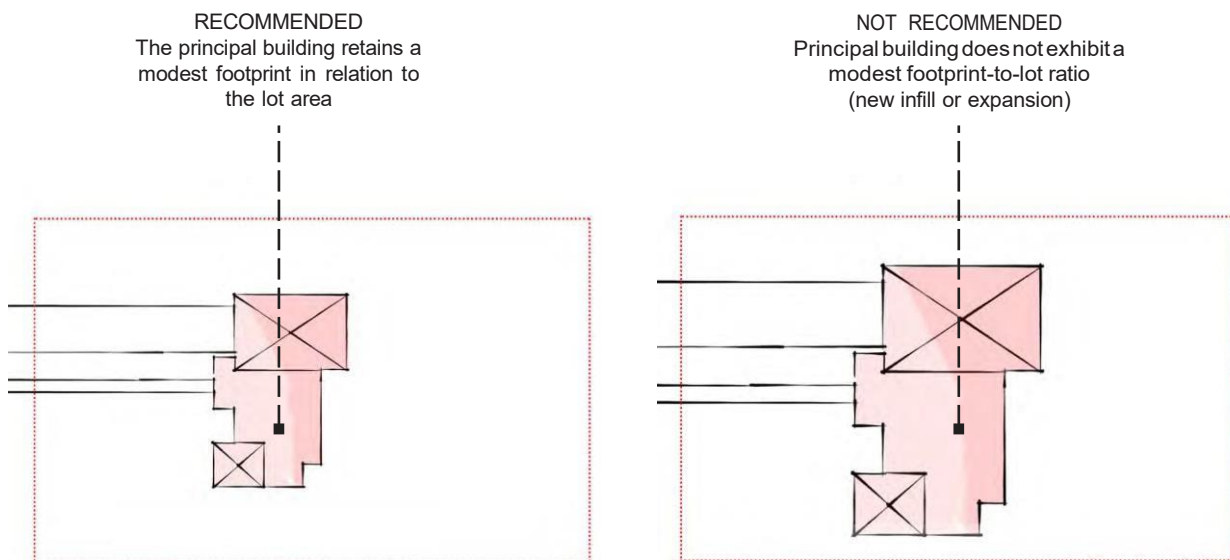 RECOMMENDED
The principal building retains a
modest footprint in relation to
the lot area
NOT RECOMMENDED
Principal building does not exhibit a
modest footprint-to-lot ratio
(new infill or expansion)